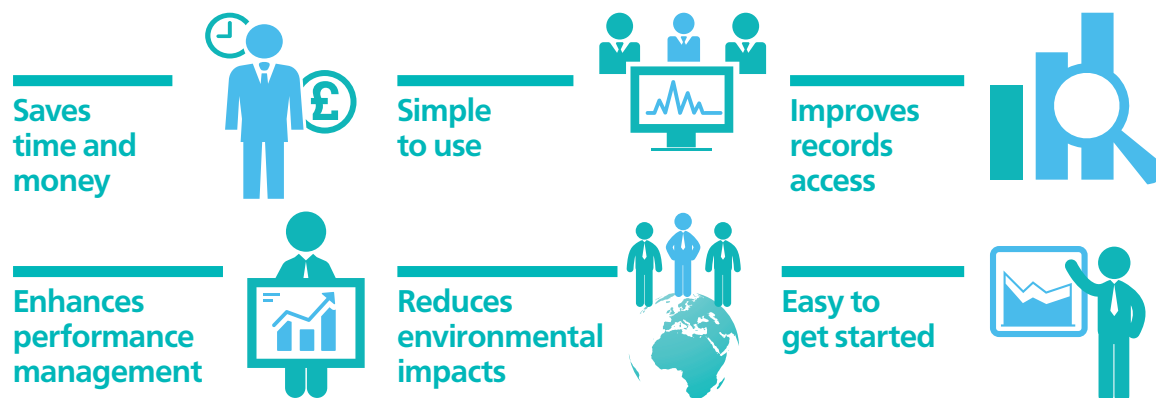 Saves
time and
money
£
Simple
to use
Improves
records
access
Enhances
performance
management
Reduces
environmental
impacts
Easy to
get started